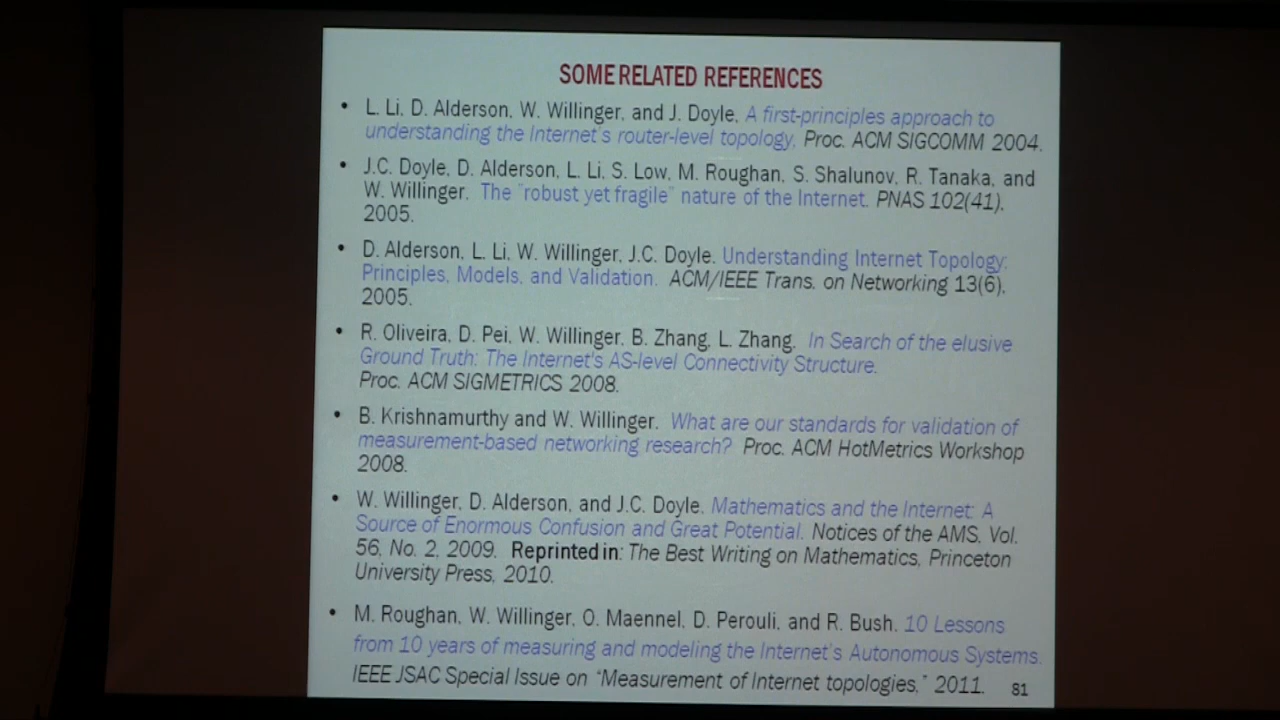 SOME RELATED REFERENCES
• L. Li, D. Alderson, W. Willinger, and J. Doyle, A first-principles approach to
understanding the Internet's router-level topology, Proc. ACM SIGCOMM 2004.
• J.C. Doyle, D. Alderson, L. Li, S. Low, M. Roughan, S. Shalunov, R. Tanaka, and
W. Willinger. The "robust yet fragile" nature of the Internet. PNAS 102(41),
2005.
• D. Alderson, L. Li, W. Willinger, J.C. Doyle. Understanding Internet Topology:
Principles, Models, and Validation. ACM/IEEE Trans. on Networking 13(6),
2005.
• R. Oliveira, D. Pei, W. Willinger, B. Zhang, L. Zhang. In Search of the elusive
Ground Truth: The Internet's AS-level Connectivity Structure.
Proc. ACM SIGMETRICS 2008.
• B. Krishnamurthy and W. Willinger. What are our standards for validation of
measurement-based networking research? Proc. ACM HotMetrics Workshop
2008.
• W. Willinger, D. Alderson, and J.C. Doyle. Mathematics and the Internet: A
Source of Enormous Confusion and Great Potential. Notices of the AMS, Vol.
56, No. 2, 2009. Reprinted in: The Best Writing on Mathematics, Princeton
University Press, 2010.
• M. Roughan, W. Willinger, O. Maennel, D. Perouli, and R. Bush. 10 Lessons
from 10 years of measuring and modeling the Internet's Autonomous Systems.
IEEE JSAC Special Issue on "Measurement of Internet topologies," 2011.
81